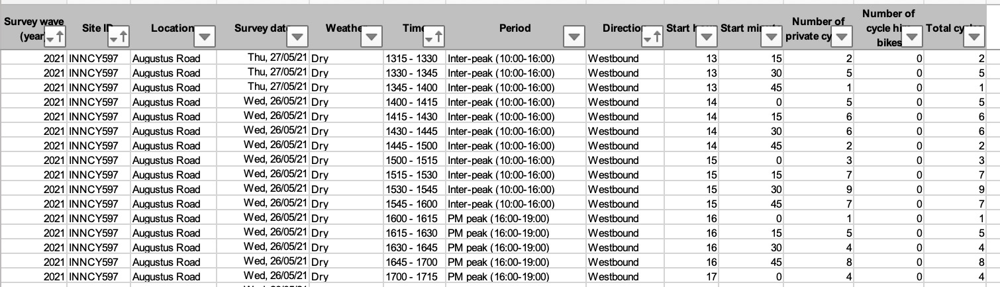 Survey wave (year) Site ID Location Survey date Weather Time Period Direction Start Start Number of private Number of cycle bikes Total
2021 INNCY597 Augustus Road Thu, 27/05/21 Dry 1315 - 1330 Inter-peak (10:00-16:00) Westbound 13 15 2 0 2
2021 INNCY597 Augustus Road Thu, 27/05/21 Dry 1330 - 1345 Inter-peak (10:00-16:00) Westbound 13 30 5 0 5
2021 INNCY597 Augustus Road Thu, 27/05/21 Dry 1345 - 1400 Inter-peak (10:00-16:00) Westbound 13 45 1 0 1
2021 INNCY597 Augustus Road Wed, 26/05/21 Dry 1400 - 1415 Inter-peak (10:00-16:00) Westbound 14 0 5 0 5
2021 INNCY597 Augustus Road Wed, 26/05/21 Dry 1415 - 1430 Inter-peak (10:00-16:00) Westbound 14 15 6 0 6
2021 INNCY597 Augustus Road Wed, 26/05/21 Dry 1430 - 1445 Inter-peak (10:00-16:00) Westbound 14 30 6 0 6
2021 INNCY597 Augustus Road Wed, 26/05/21 Dry 1445 - 1500 Inter-peak (10:00-16:00) Westbound 14 45 2 0 2
2021 INNCY597 Augustus Road Wed, 26/05/21 Dry 1500 - 1515 Inter-peak (10:00-16:00) Westbound 15 0 3 0 3
2021 INNCY597 Augustus Road Wed, 26/05/21 Dry 1515 - 1530 Inter-peak (10:00-16:00) Westbound 15 15 7 0 7
2021 INNCY597 Augustus Road Wed, 26/05/21 Dry 1530 - 1545 Inter-peak (10:00-16:00) Westbound 15 30 9 0 9
2021 INNCY597 Augustus Road Wed, 26/05/21 Dry 1545 - 1600 Inter-peak (10:00-16:00) Westbound 15 45 7 0 7
2021 INNCY597 Augustus Road Wed, 26/05/21 Dry 1600 - 1615 PM peak (16:00-19:00) Westbound 16 0 1 0 1
2021 INNCY597 Augustus Road Wed, 26/05/21 Dry 1615 - 1630 PM peak (16:00-19:00) Westbound 16 15 5 0 5
2021 INNCY597 Augustus Road Wed, 26/05/21 Dry 1630 - 1645 PM peak (16:00-19:00) Westbound 16 30 4 0 4
2021 INNCY597 Augustus Road Wed, 26/05/21 Dry 1645 - 1700 PM peak (16:00-19:00) Westbound 16 45 8 0 8
2021 INNCY597 Augustus Road Wed, 26/05/21 Dry 1700 - 1715 PM peak (16:00-19:00) Westbound 17 0 4 0 4